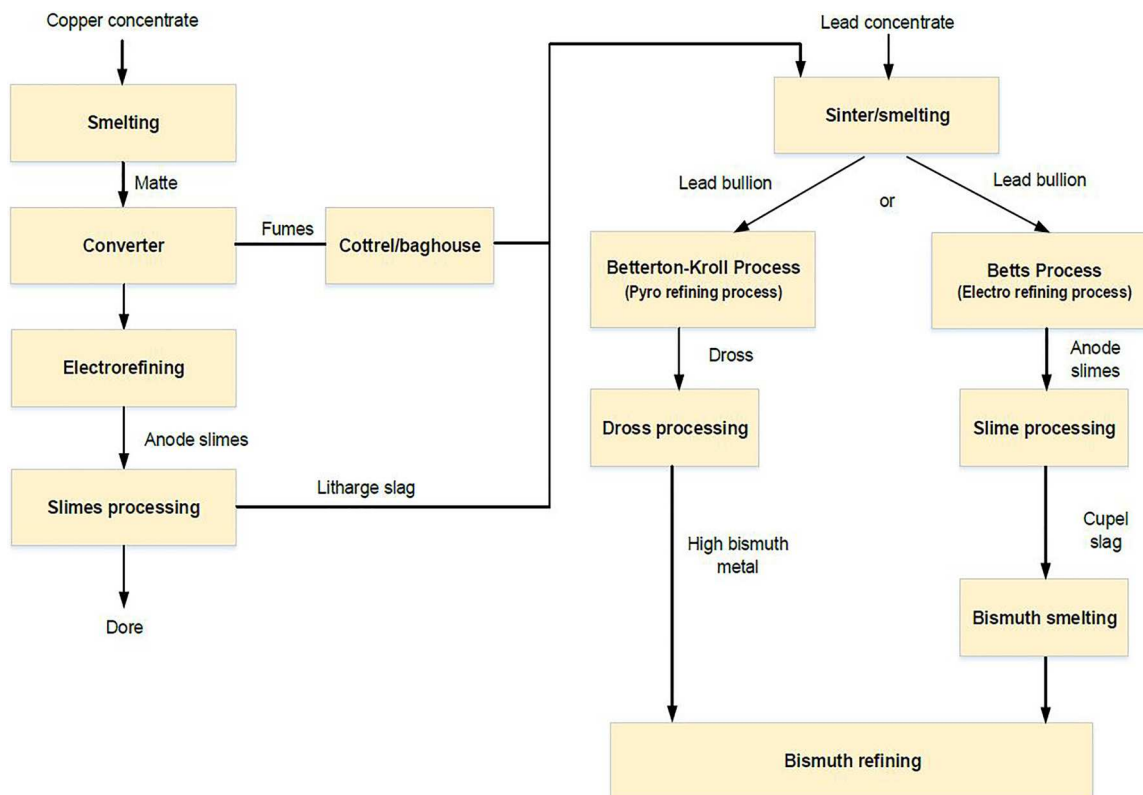 Copper concentrate
Smelting
Matte
Converter
Fumes
Cottrel/baghouse
Electrorefining
Anode slimes
Slimes processing
Litharge slag
Dore
Lead concentrate
Sinter/smelting
Lead bullion
or
Lead bullion
Betterton-Kroll Process
(Pyro refining process)
Dross
Dross processing
High bismuth
metal
Betts Process
(Electro refining process)
Anode
slimes
Slime processing
Cupel
slag
Bismuth smelting
Bismuth refining